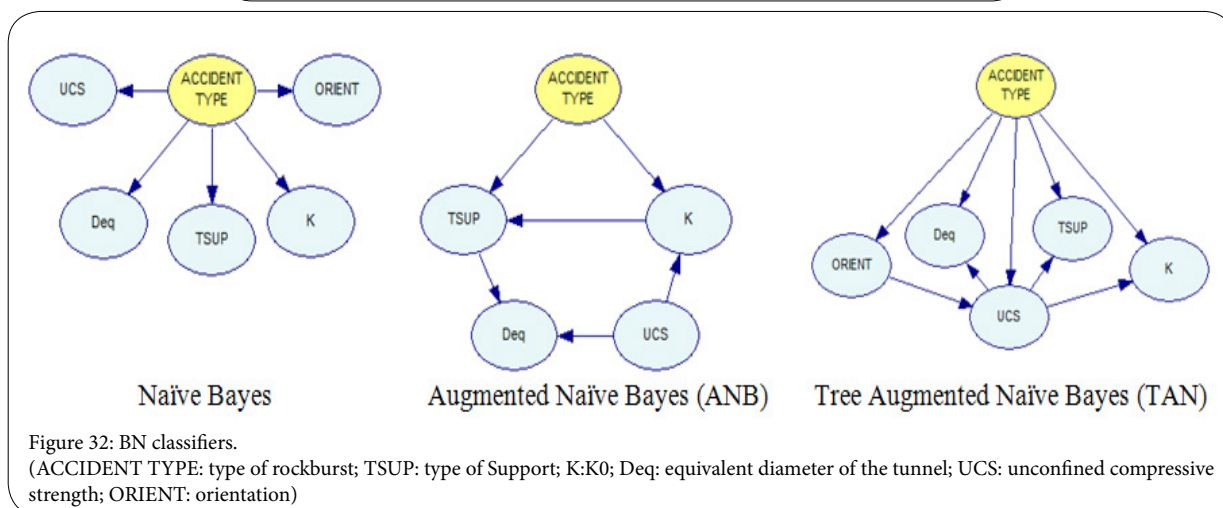 UCS
ACCIDENT
TYPE
ORIENT
Deq
TSUP
K
Naïve Bayes
ACCIDENT
TYPE
TSUP
K
Deq
UCS
Augmented Naïve Bayes (ANB)
ACCIDENT
TYPE
ORIENT
Deq
TSUP
K
UCS
Tree Augmented Naïve Bayes (TAN)
Figure 32: BN classifiers.
(ACCIDENT TYPE: type of rockburst; TSUP: type of Support; K:K0; Deq: equivalent diameter of the tunnel; UCS: unconfined compressive
strength; ORIENT: orientation)